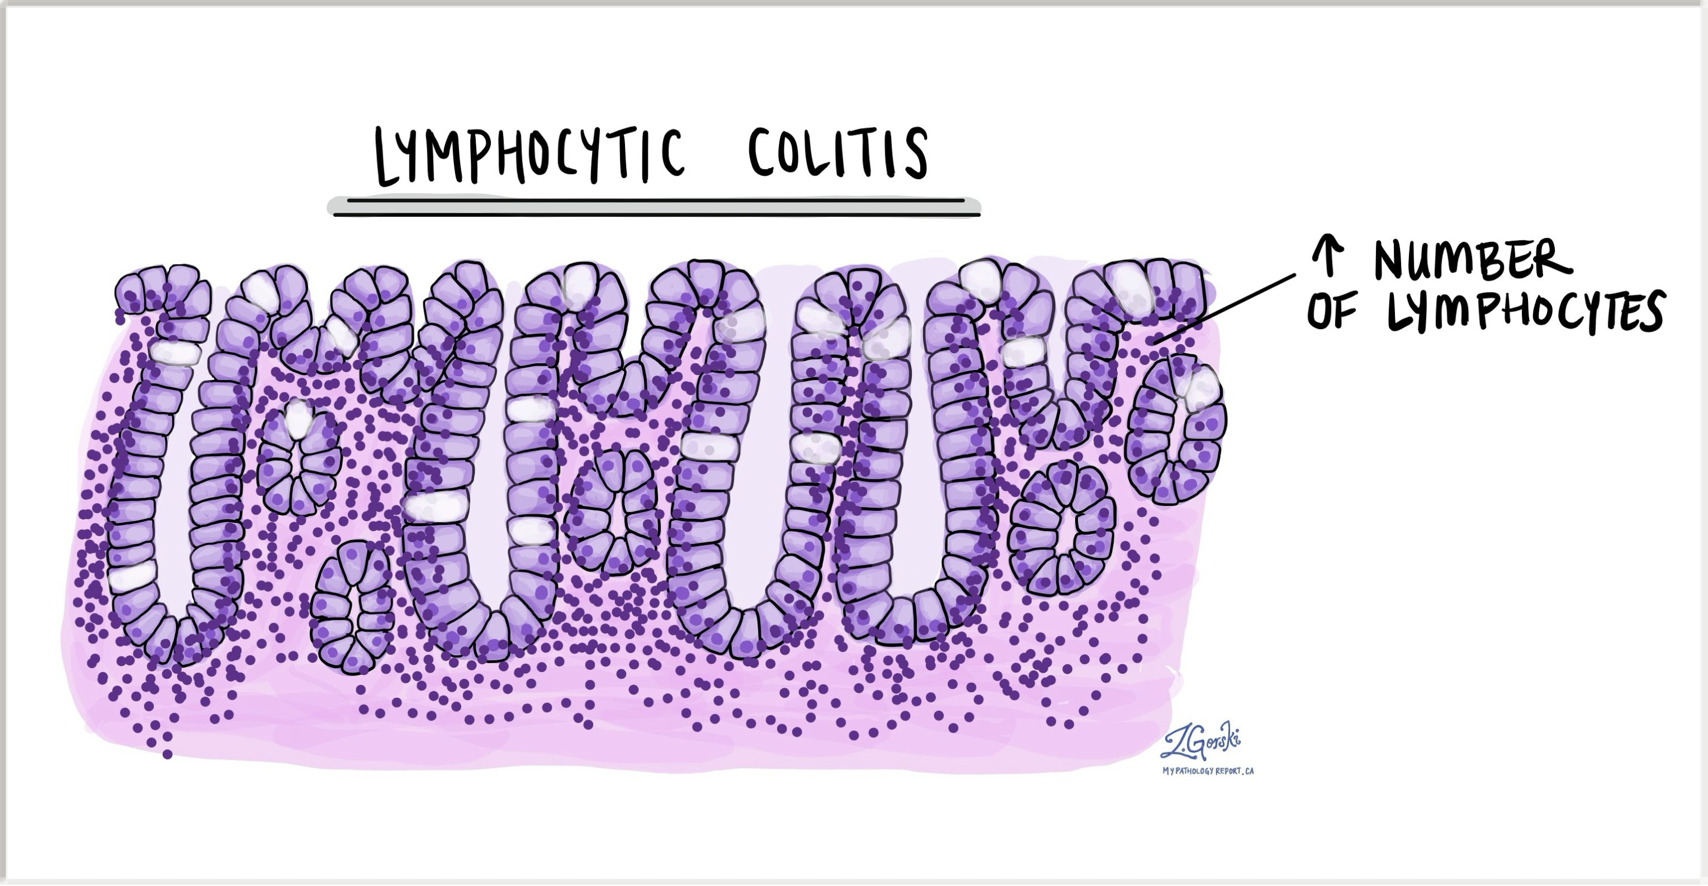 LYMPHOCYTIC COLITIS
↑ NUMBER
OF LYMPHOCYTES
Z.Gorski
MYPATHOLOGYREPORT.CA